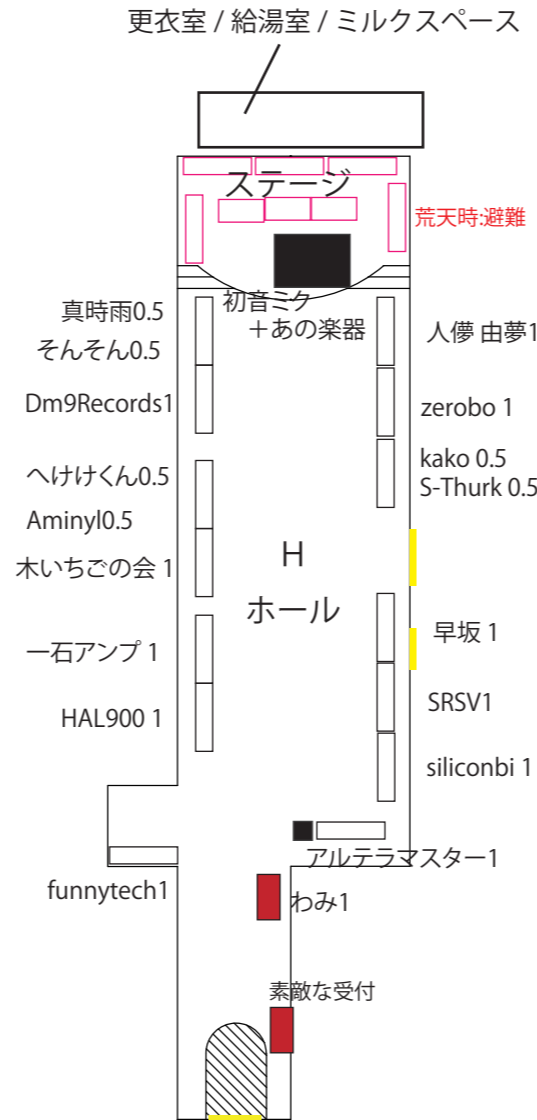 更衣室 / 給湯室 / ミルクスペース
ステージ
荒天時:避難
初音ミク
＋あの楽器
真時雨0.5
そんそん0.5
Dm9Records1
へけけくん0.5
Aminyl0.5
木いちごの会 1
一石アンプ 1
HAL900 1
funnytech1
H
ホール
人儚 由夢1
zerobo 1
kako 0.5
S-Thurk 0.5
早坂 1
SRSV1
siliconbi 1
アルテラマスター1
わみ1
素敵な受付